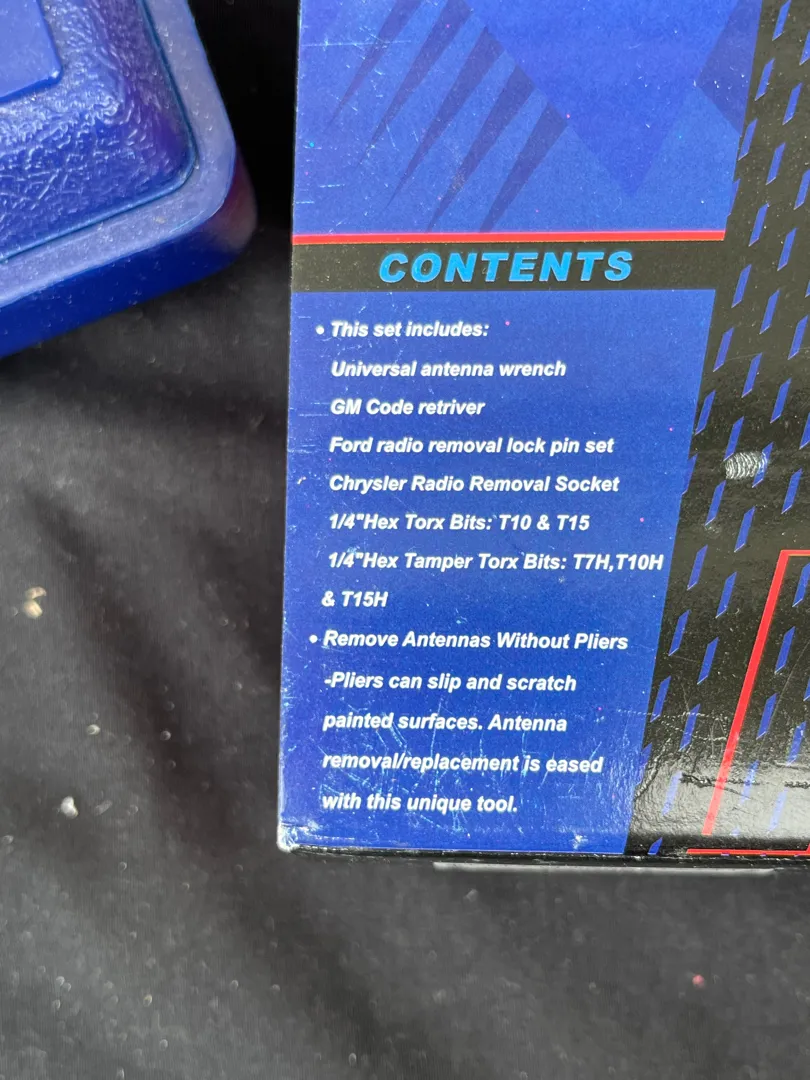 CONTENTS
• This set includes:
Universal antenna wrench
GM Code retriver
Ford radio removal lock pin set
Chrysler Radio Removal Socket
1/4"Hex Torx Bits: T10 & T15
1/4"Hex Tamper Torx Bits: T7H,T10H
& T15H
• Remove Antennas Without Pliers
-Pliers can slip and scratch
painted surfaces. Antenna
removal/replacement is eased
with this unique tool.